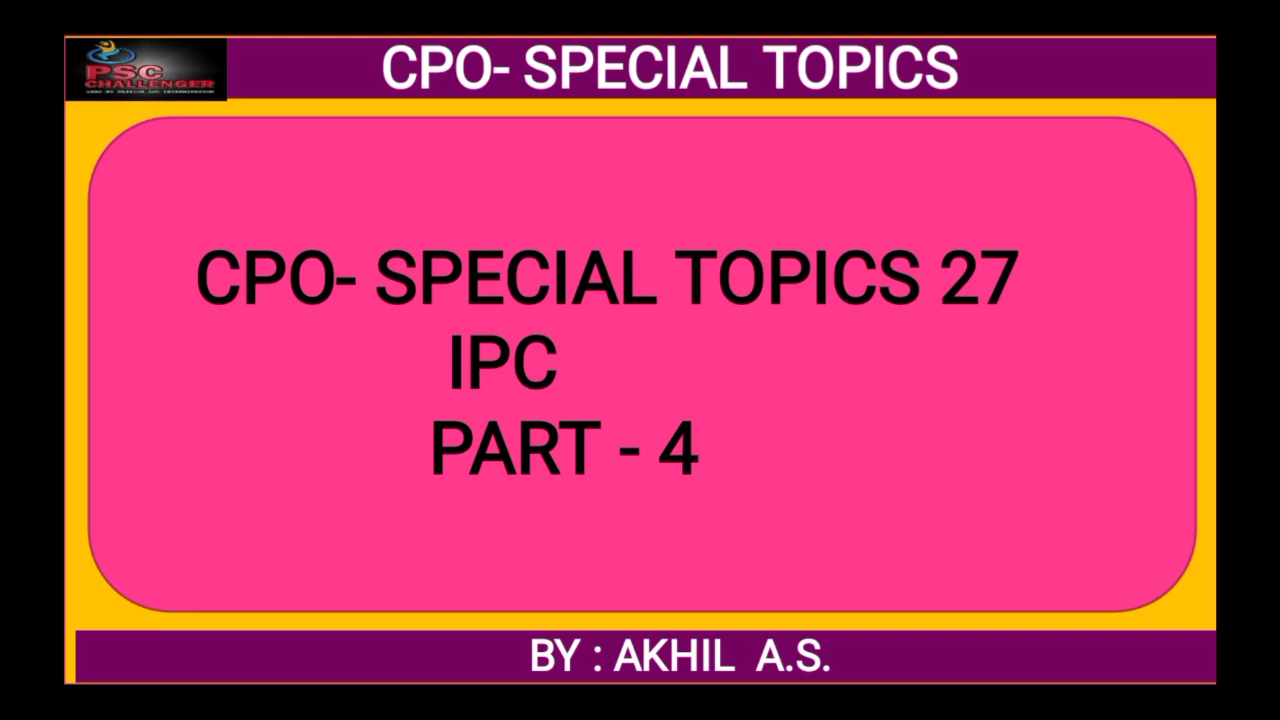 PSC
CHALLENGER
CPO- SPECIAL TOPICS
CPO- SPECIAL TOPICS 27
IPC
PART - 4
BY : AKHIL A.S.